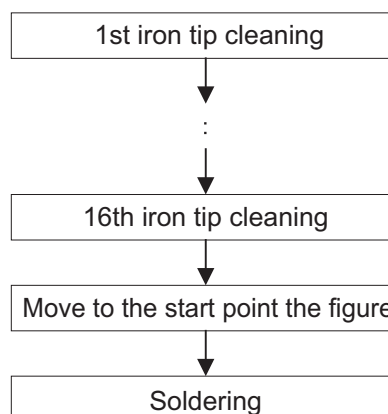 1st iron tip cleaning
:
16th iron tip cleaning
Move to the start point the figure
Soldering